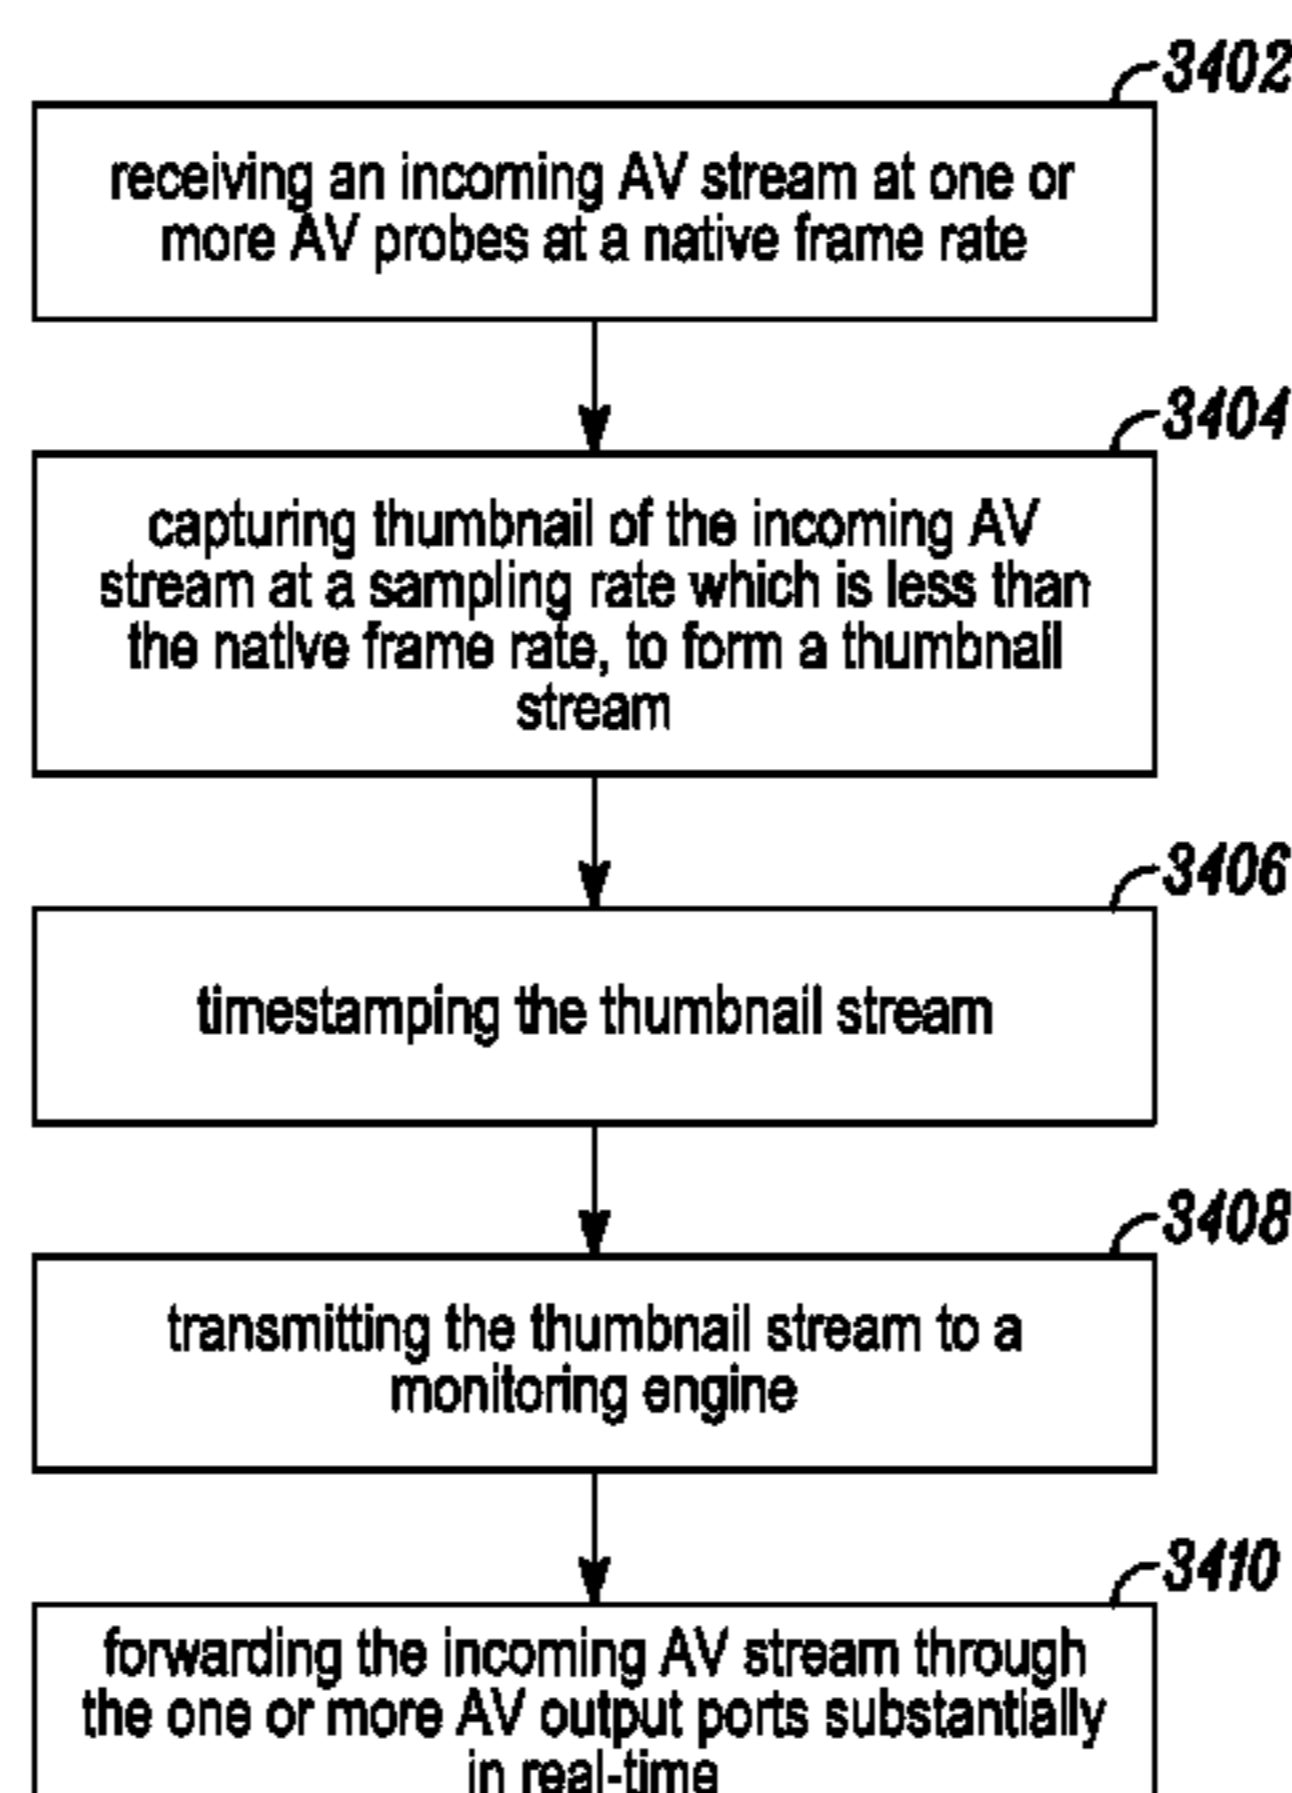 3402
receiving an incoming AV stream at one or
more AV probes at a native frame rate
3404
capturing thumbnail of the incoming AV
stream at a sampling rate which is less than
the native frame rate, to form a thumbnail
stream
3406
timestamping the thumbnail stream
3408
transmitting the thumbnail stream to a
monitoring engine
3410
forwarding the incoming AV stream through
the one or more AV output ports substantially
in real-time